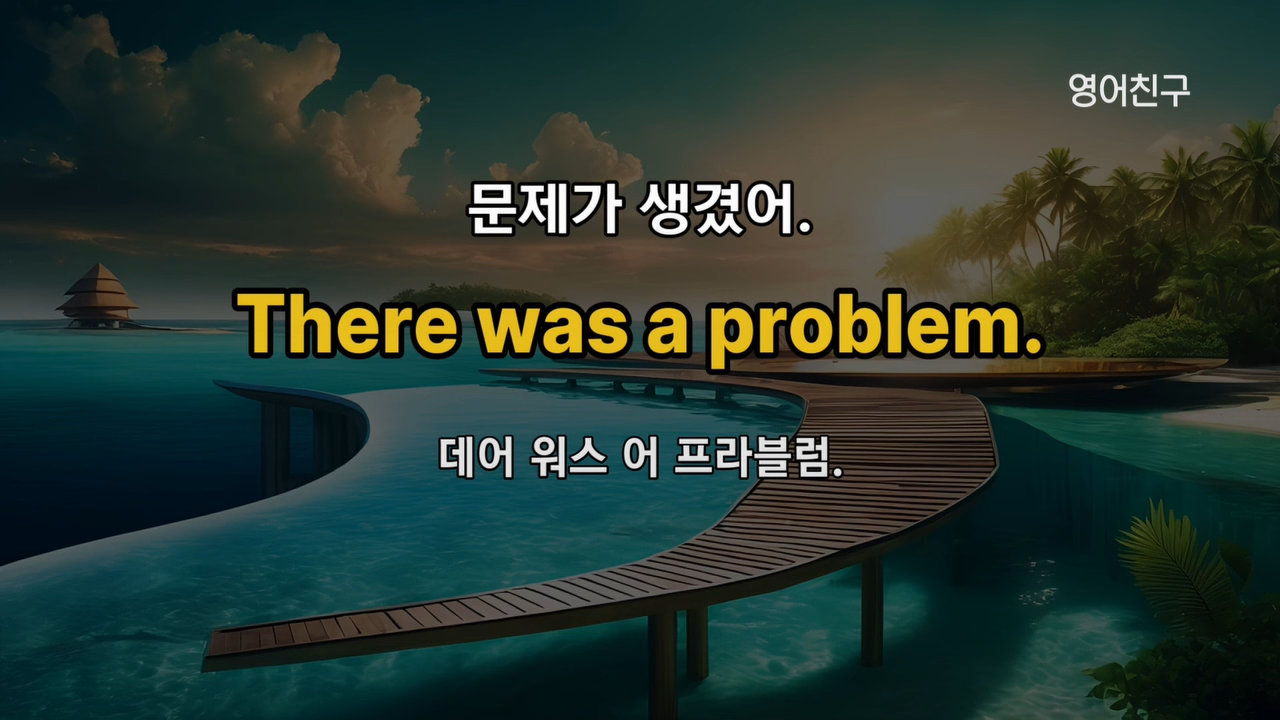 영어친구
문제가 생겼어.
There was a problem.
데어 워스 어 프라블럼.